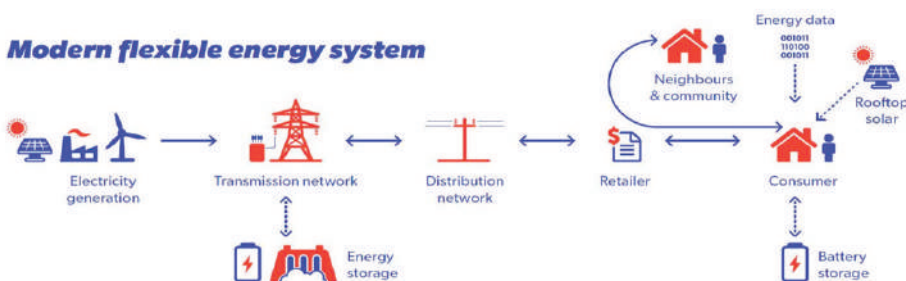 Modern flexible energy system
Energy data
001011
110100
001011
Neighbours
& community
Rooftop
solar
$
Electricity
generation
Transmission network
Distribution
network
Retailer
Consumer
Energy
storage
Battery
storage